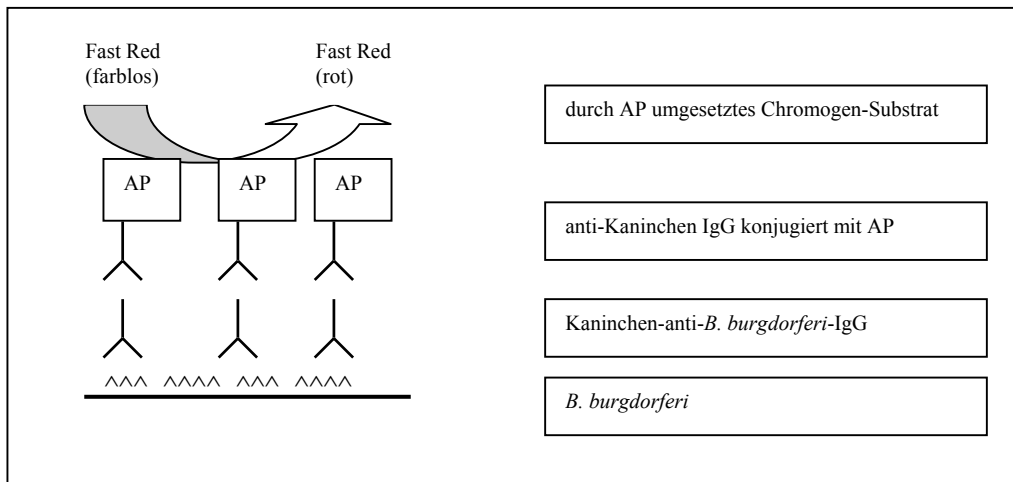 Fast Red
(farblos)
Fast Red
(rot)
durch AP umgesetztes Chromogen-Substrat
AP
AP
AP
anti-Kaninchen IgG konjugiert mit AP
Kaninchen-anti-B. burgdorferi-IgG
B. burgdorferi